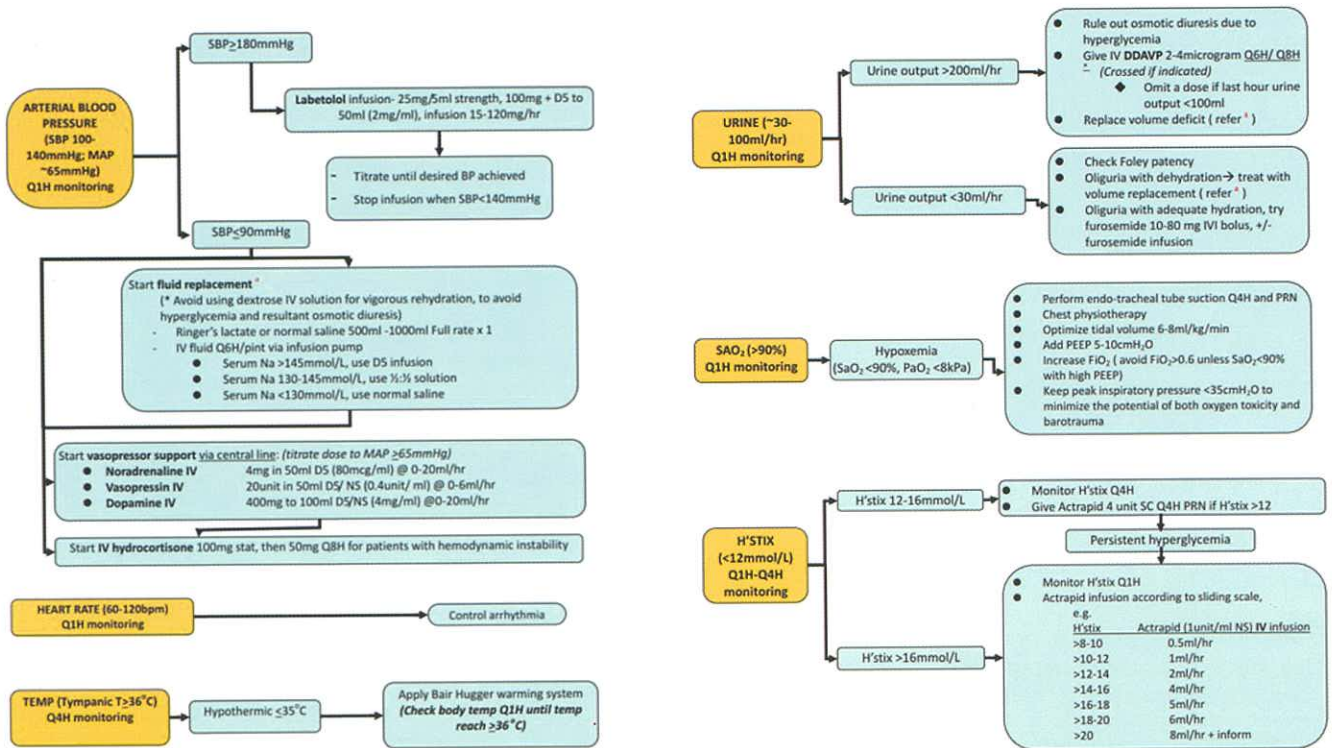 SBP≥180mmHg
Labetolol infusion- 25mg/5ml strength, 100mg + D5 to
50ml (2mg/ml), infusion 15-120mg/hr
ARTERIAL BLOOD
PRESSURE
(SBP 100-
140mmHg; MAP
~65mmHg)
Q1H monitoring
- Titrate until desired BP achieved
- Stop infusion when SBP<140mmHg
SBP≤90mmHg
Start fluid replacement *
(* Avoid using dextrose IV solution for vigorous rehydration, to avoid
hyperglycemia and resultant osmotic diuresis)
- Ringer's lactate or normal saline 500ml -1000ml Full rate x 1
- IV fluid Q6H/pint via infusion pump
● Serum Na >145mmol/L, use D5 infusion
● Serum Na 130-145mmol/L, use ½:½ solution
● Serum Na <130mmol/L, use normal saline
Start vasopressor support via central line: (titrate dose to MAP ≥65mmHg)
● Noradrenaline IV 4mg in 50ml D5 (80mcg/ml) @ 0-20ml/hr
● Vasopressin IV 20unit in 50ml D5/ NS (0.4unit/ ml) @ 0-6ml/hr
● Dopamine IV 400mg to 100ml D5/NS (4mg/ml) @0-20ml/hr
Start IV hydrocortisone 100mg stat, then 50mg Q8H for patients with hemodynamic instability
HEART RATE (60-120bpm)
Q1H monitoring
Control arrhythmia
TEMP (Tympanic T≥36°C)
Q4H monitoring
Hypothermic ≤35°C
Apply Bair Hugger warming system
(Check body temp Q1H until temp
reach ≥36°C)
URINE (~30-
100ml/hr)
Q1H monitoring
Urine output >200ml/hr
● Rule out osmotic diuresis due to
hyperglycemia
● Give IV DDAVP 2-4microgram Q6H/ Q8H
* (Crossed if indicated)
◆ Omit a dose if last hour urine
output <100ml
● Replace volume deficit ( refer * )
Urine output <30ml/hr
● Check Foley patency
● Oliguria with dehydration→ treat with
volume replacement ( refer * )
● Oliguria with adequate hydration, try
furosemide 10-80 mg IVI bolus, +/-
furosemide infusion
SAO₂ (>90%)
Q1H monitoring
Hypoxemia
(SaO₂ <90%, PaO₂ <8kPa)
● Perform endo-tracheal tube suction Q4H and PRN
● Chest physiotherapy
● Optimize tidal volume 6-8ml/kg/min
● Add PEEP 5-10cmH₂O
● Increase FiO₂ ( avoid FiO₂>0.6 unless SaO₂<90%
with high PEEP)
● Keep peak inspiratory pressure <35cmH₂O to
minimize the potential of both oxygen toxicity and
barotrauma
H'STIX
(<12mmol/L)
Q1H-Q4H
monitoring
H'stix 12-16mmol/L
● Monitor H'stix Q4H
● Give Actrapid 4 unit SC Q4H PRN if H'stix >12
Persistent hyperglycemia
H'stix >16mmol/L
● Monitor H'stix Q1H
● Actrapid infusion according to sliding scale,
e.g.
H'stix Actrapid (1unit/ml NS) IV infusion
>8-10 0.5ml/hr
>10-12 1ml/hr
>12-14 2ml/hr
>14-16 4ml/hr
>16-18 5ml/hr
>18-20 6ml/hr
>20 8ml/hr + inform